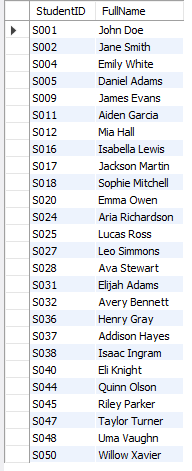 StudentID FullName
S001 John Doe
S002 Jane Smith
S004 Emily White
S005 Daniel Adams
S009 James Evans
S011 Aiden Garcia
S012 Mia Hall
S016 Isabella Lewis
S017 Jackson Martin
S018 Sophie Mitchell
S020 Emma Owen
S024 Aria Richardson
S025 Lucas Ross
S027 Leo Simmons
S028 Ava Stewart
S031 Elijah Adams
S032 Avery Bennett
S036 Henry Gray
S037 Addison Hayes
S038 Isaac Ingram
S040 Eli Knight
S044 Quinn Olson
S045 Riley Parker
S047 Taylor Turner
S048 Uma Vaughn
S050 Willow Xavier